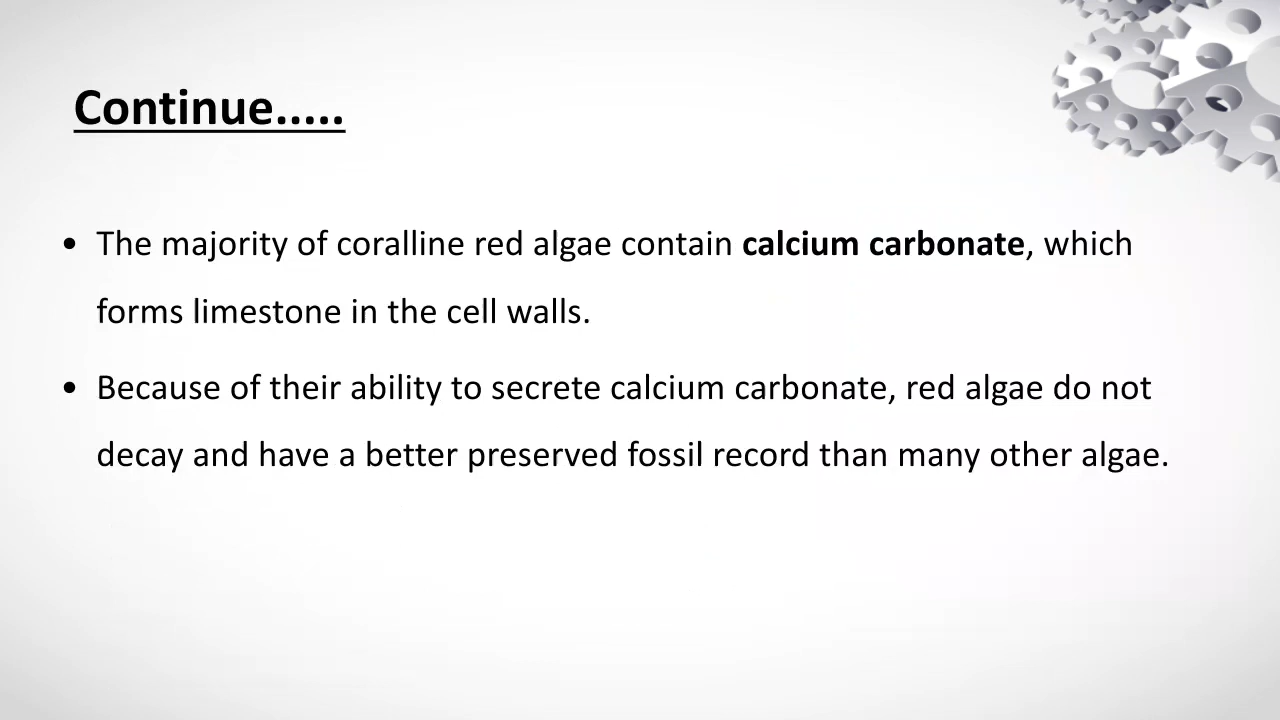 Continue.....
• The majority of coralline red algae contain calcium carbonate, which
forms limestone in the cell walls.
• Because of their ability to secrete calcium carbonate, red algae do not
decay and have a better preserved fossil record than many other algae.